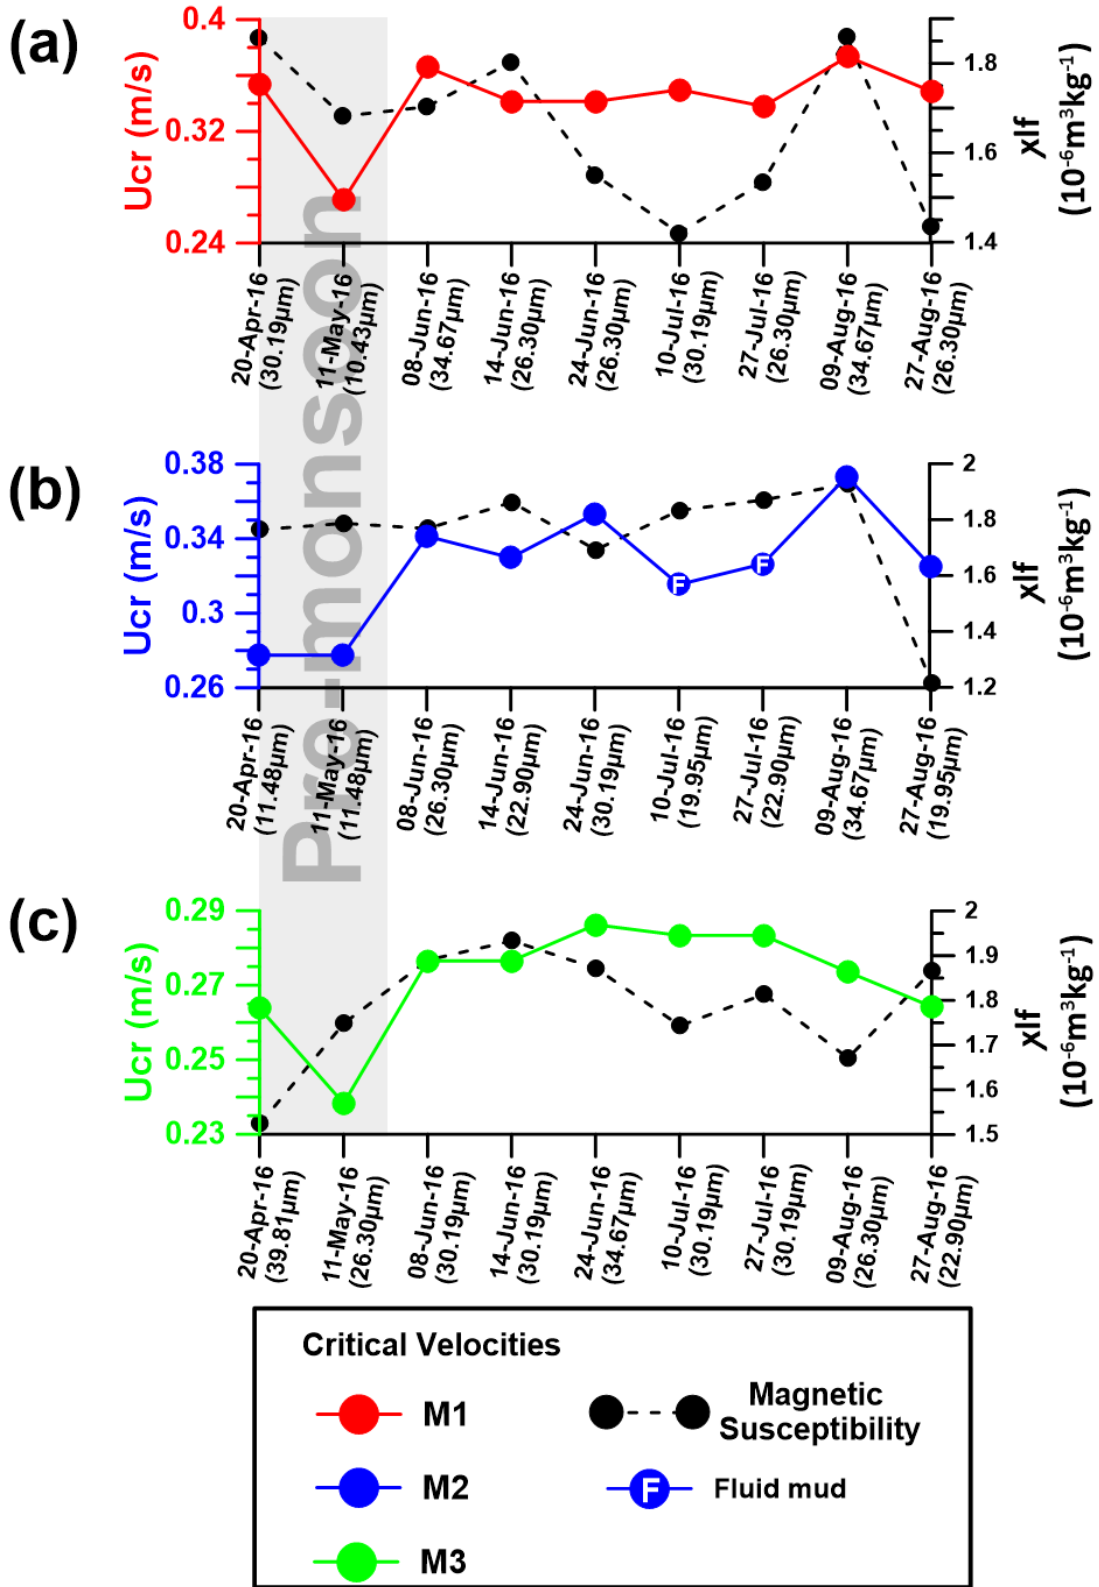 (a)
0.4
0.32
0.24
Ucr (m/s)
1.8
1.6
1.4
χlf
(10⁻⁶m³kg⁻¹)
20-Apr-16
(30.19µm)
11-May-16
(10.43µm)
08-Jun-16
(34.67µm)
14-Jun-16
(26.30µm)
24-Jun-16
(26.30µm)
10-Jul-16
(30.19µm)
27-Jul-16
(26.30µm)
09-Aug-16
(34.67µm)
27-Aug-16
(26.30µm)
Pre-monsoon
(b)
0.38
0.34
0.3
0.26
Ucr (m/s)
F
F
2
1.8
1.6
1.4
1.2
χlf
(10⁻⁶m³kg⁻¹)
20-Apr-16
(11.48µm)
11-May-16
(11.48µm)
08-Jun-16
(26.30µm)
14-Jun-16
(22.90µm)
24-Jun-16
(30.19µm)
10-Jul-16
(19.95µm)
27-Jul-16
(22.90µm)
09-Aug-16
(34.67µm)
27-Aug-16
(19.95µm)
(c)
0.29
0.27
0.25
0.23
Ucr (m/s)
2
1.9
1.8
1.7
1.6
1.5
χlf
(10⁻⁶m³kg⁻¹)
20-Apr-16
(39.81µm)
11-May-16
(26.30µm)
08-Jun-16
(30.19µm)
14-Jun-16
(30.19µm)
24-Jun-16
(34.67µm)
10-Jul-16
(30.19µm)
27-Jul-16
(30.19µm)
09-Aug-16
(26.30µm)
27-Aug-16
(22.90µm)
Critical Velocities
M1
M2
M3
Magnetic
Susceptibility
F
Fluid mud